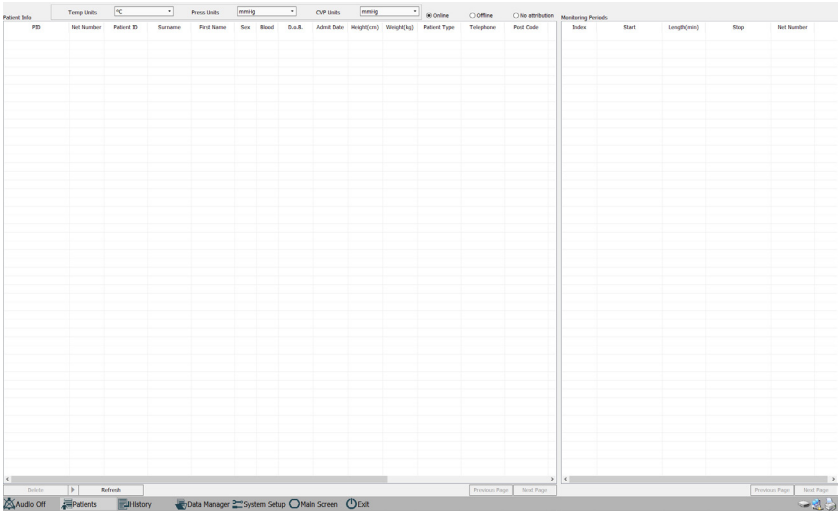 Temp Units °C Press Units mmHg CVP Units mmHg Online Offline No attribution
Patient Info Monitoring Periods
PID Net Number Patient ID Surname First Name Sex Blood D.o.B. Admit Date Height(cm) Weight(kg) Patient Type Telephone Post Code Index Start Length(min) Stop Net Number
Delete Refresh Previous Page Next Page Previous Page Next Page
Audio Off Patients History Data Manager System Setup Main Screen Exit